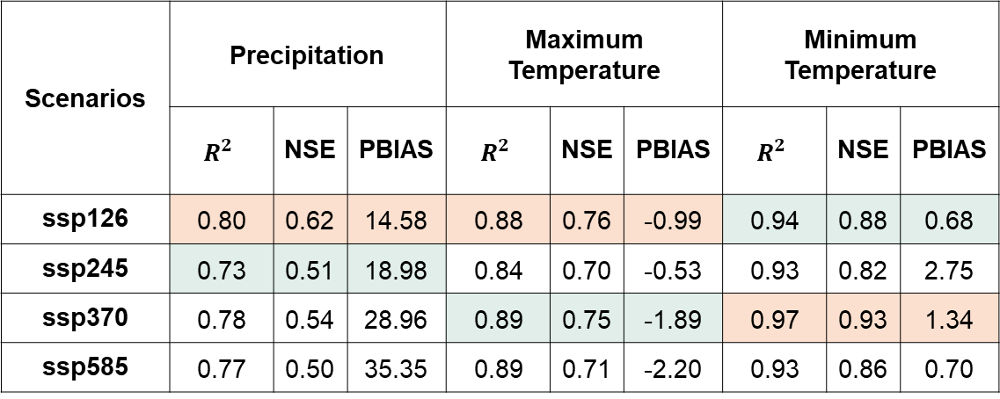 Scenarios
Precipitation
Maximum
Temperature
Minimum
Temperature
R² NSE PBIAS R² NSE PBIAS R² NSE PBIAS
ssp126 0.80 0.62 14.58 0.88 0.76 -0.99 0.94 0.88 0.68
ssp245 0.73 0.51 18.98 0.84 0.70 -0.53 0.93 0.82 2.75
ssp370 0.78 0.54 28.96 0.89 0.75 -1.89 0.97 0.93 1.34
ssp585 0.77 0.50 35.35 0.89 0.71 -2.20 0.93 0.86 0.70